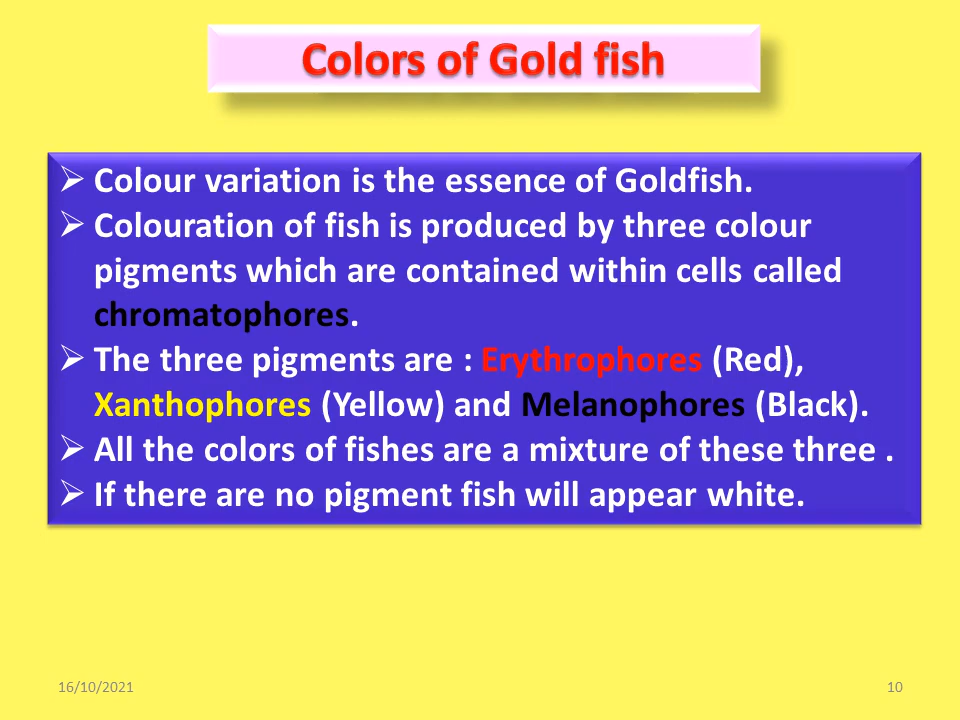 Colors of Gold fish
➢ Colour variation is the essence of Goldfish.
➢ Colouration of fish is produced by three colour
pigments which are contained within cells called
chromatophores.
➢ The three pigments are : Erythrophores (Red),
Xanthophores (Yellow) and Melanophores (Black).
➢ All the colors of fishes are a mixture of these three .
➢ If there are no pigment fish will appear white.
16/10/2021
10